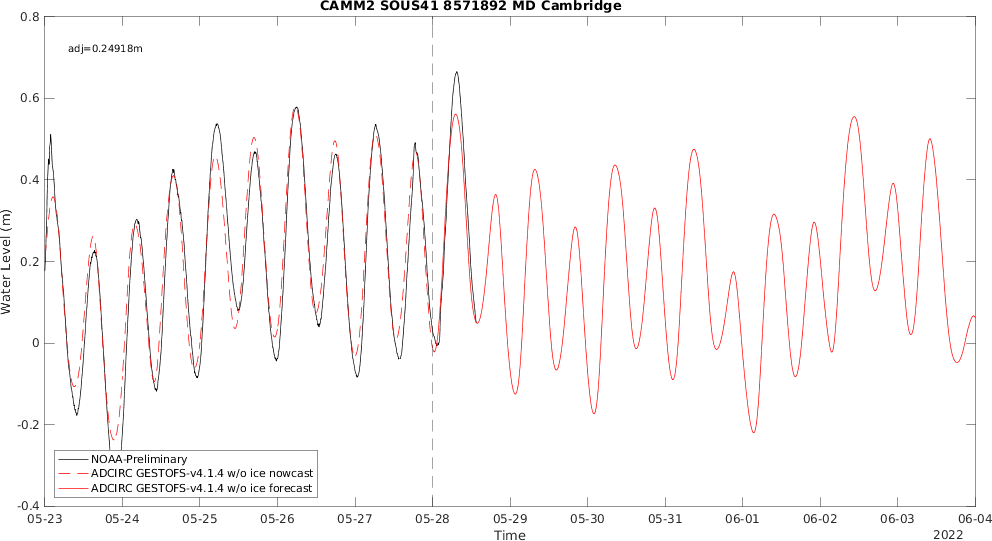 CAMM2 SOUS41 8571892 MD Cambridge
adj=0.24918m
Water Level (m)
0.8
0.6
0.4
0.2
0
-0.2
-0.4
NOAA-Preliminary
ADCIRC GESTOFS-v4.1.4 w/o ice nowcast
ADCIRC GESTOFS-v4.1.4 w/o ice forecast
05-23 05-24 05-25 05-26 05-27 05-28 05-29 05-30 05-31 06-01 06-02 06-03 06-04
Time
2022